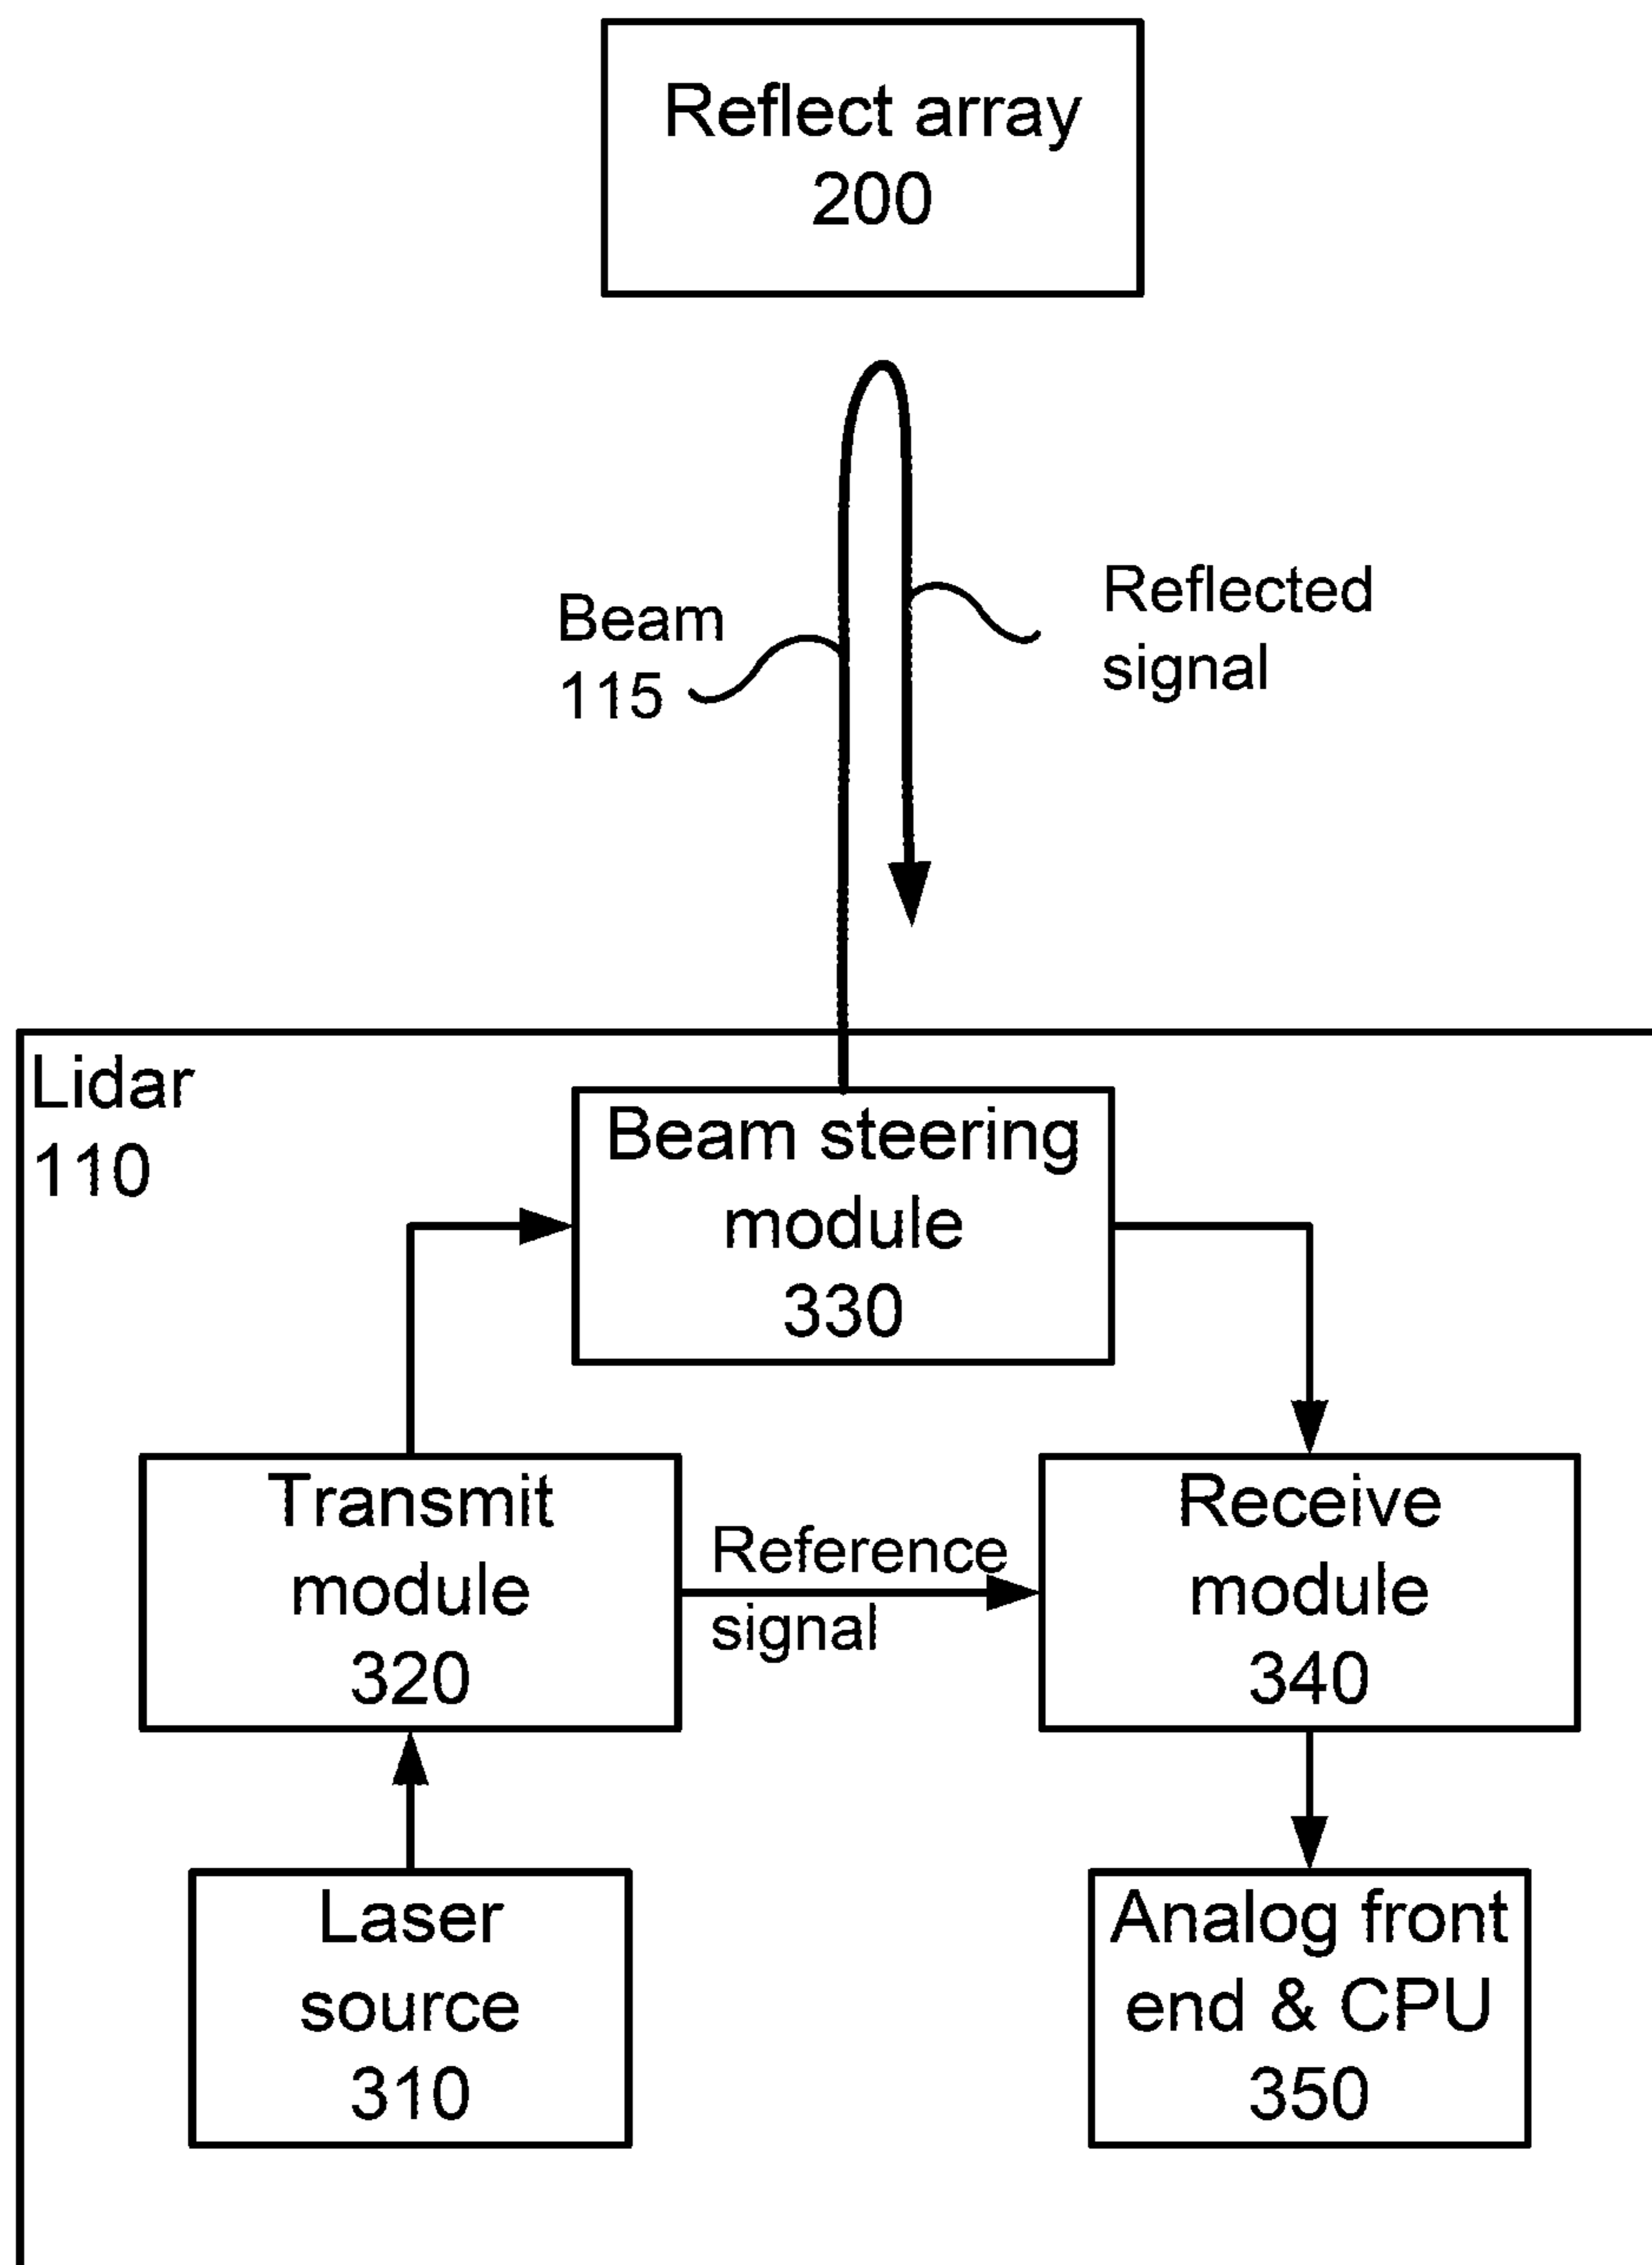 Reflect array
200
Beam
115
Reflected
signal
Lidar
110
Beam steering
module
330
Transmit
module
320
Reference
signal
Receive
module
340
Laser
source
310
Analog front
end & CPU
350